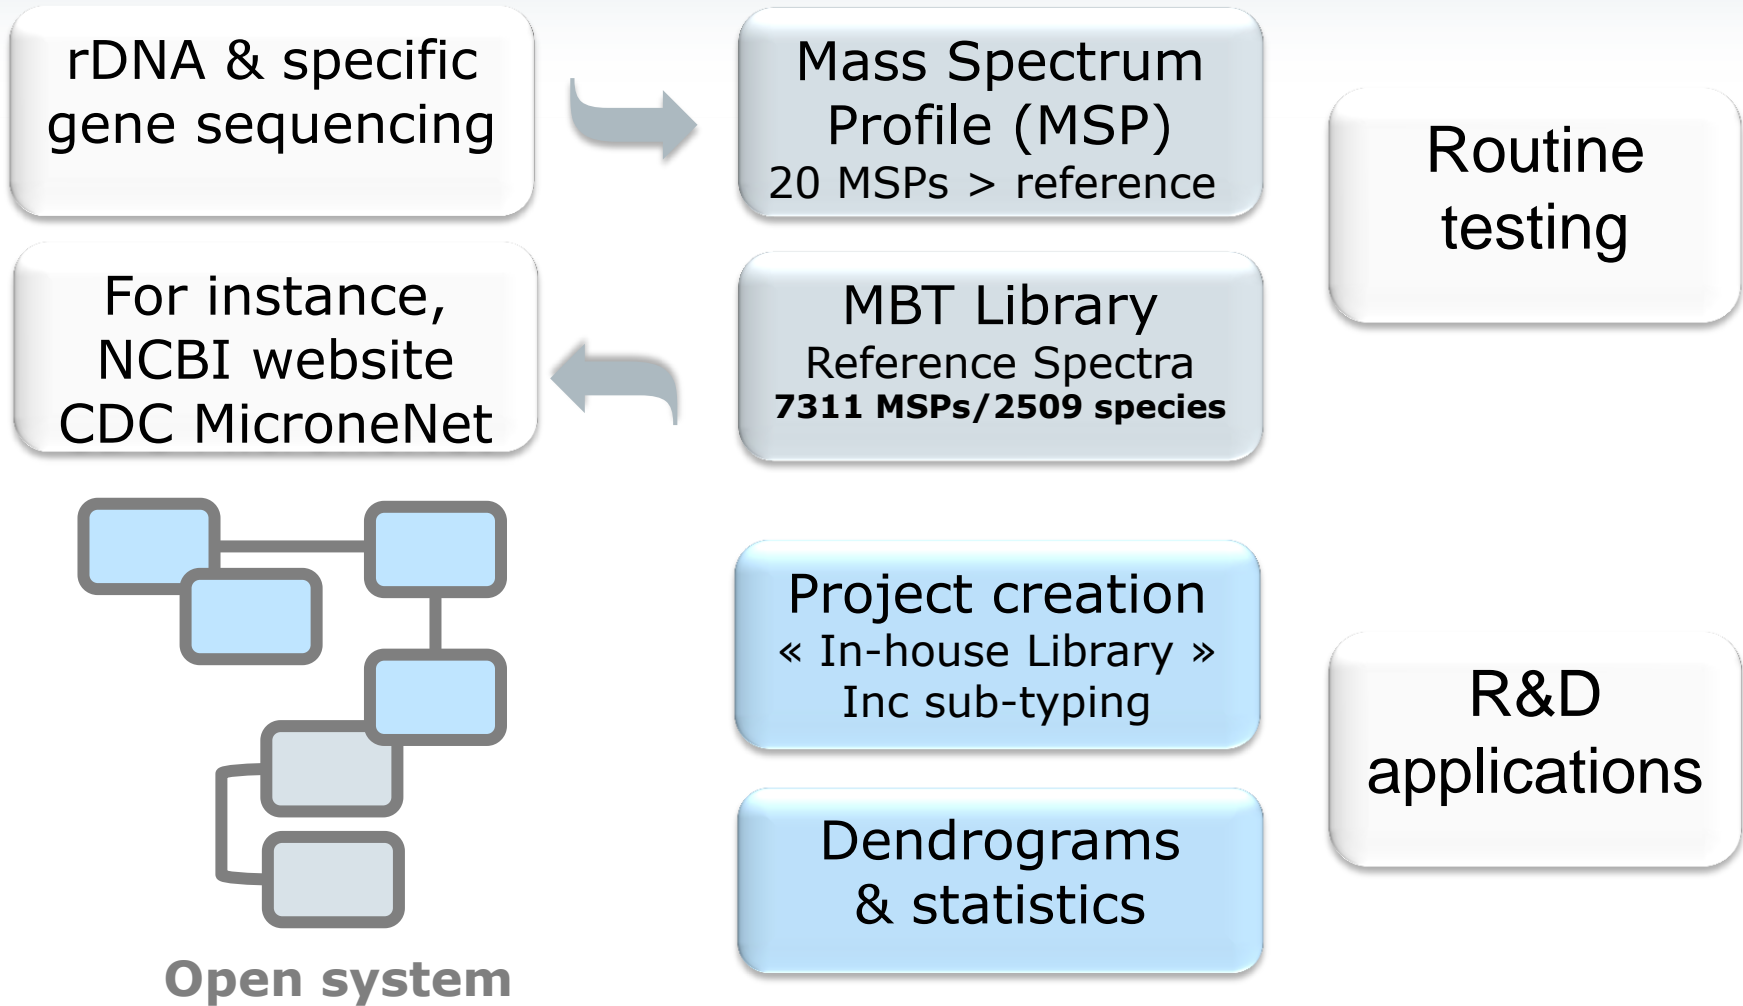 rDNA & specific
gene sequencing
Mass Spectrum
Profile (MSP)
20 MSPs > reference
Routine
testing
For instance,
NCBI website
CDC MicroneNet
MBT Library
Reference Spectra
7311 MSPs/2509 species
Project creation
« In-house Library »
Inc sub-typing
R&D
applications
Dendrograms
& statistics
Open system